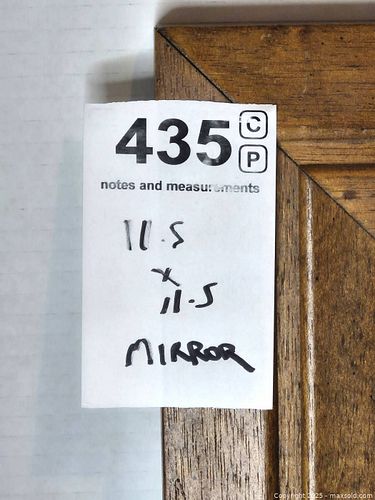 435 C
P
notes and measurements
11.5
x
11.5
MIRROR
Copyright 2025 - maxsold.com